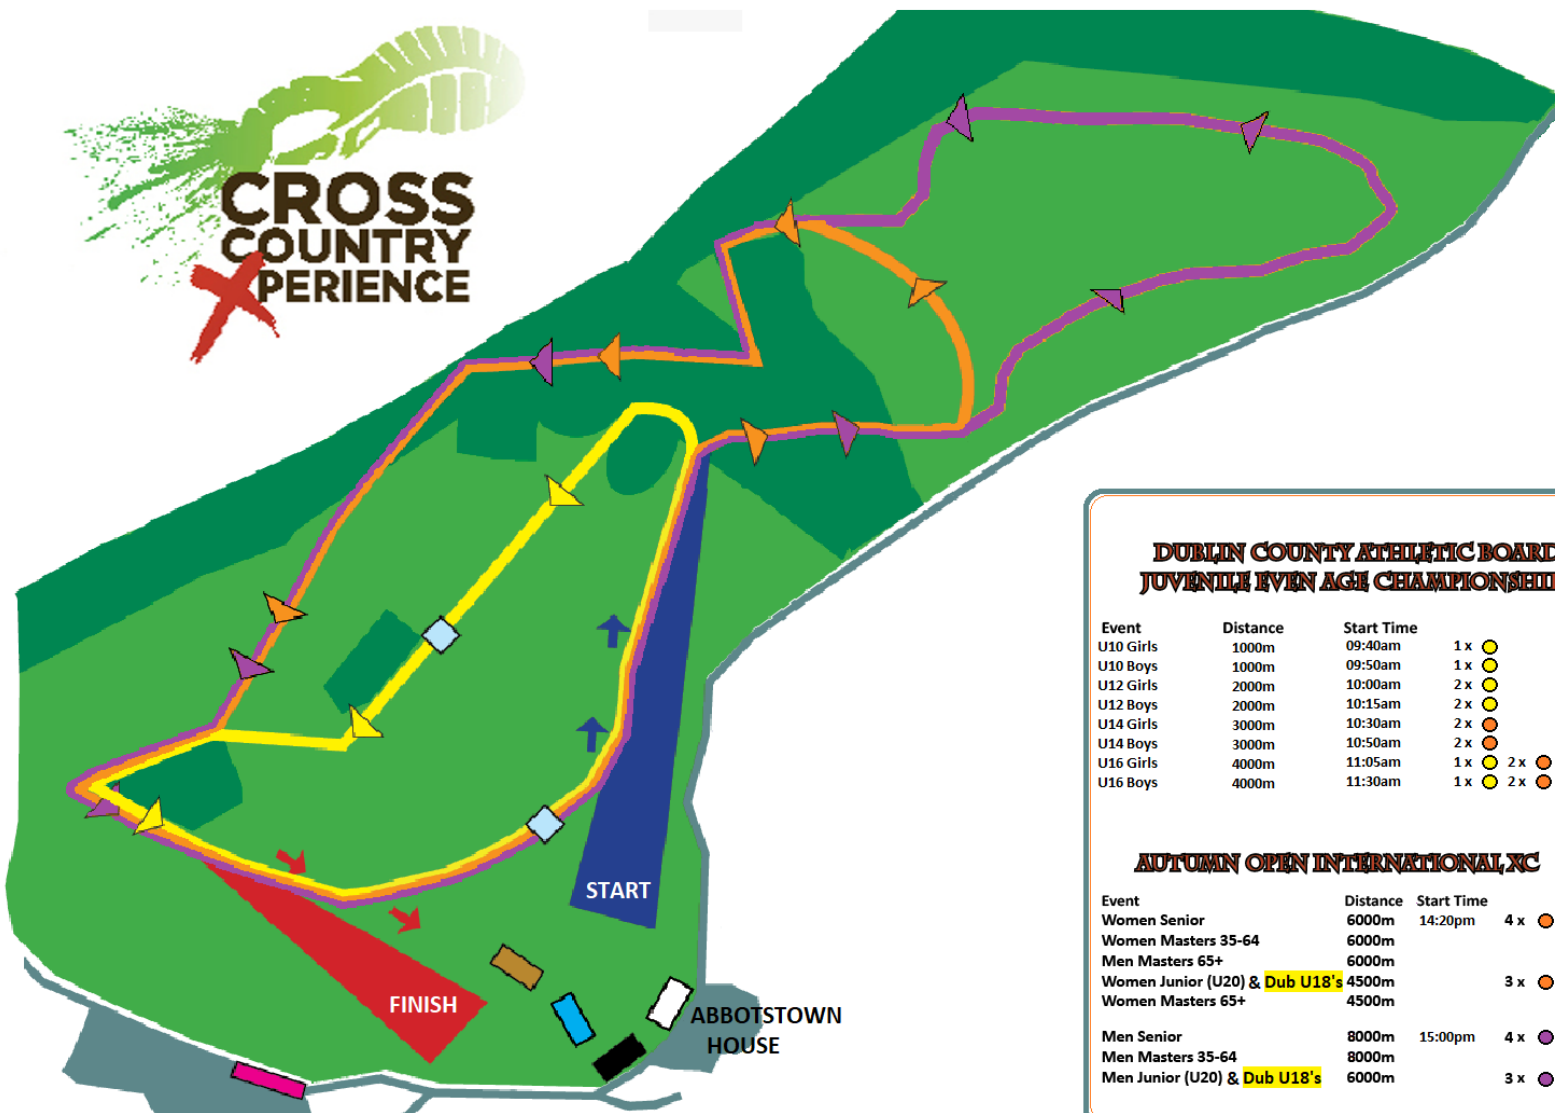 CROSS
COUNTRY
XPERIENCE
START
FINISH
ABBOTSTOWN
HOUSE
DUBLIN COUNTY ATHLETIC BOARD
JUVENILE EVEN AGE
Event Distance Start Time
U10 Girls 1000m 09:40am 1 x
U10 Boys 1000m 09:50am 1 x
U12 Girls 2000m 10:00am 2 x
U12 Boys 2000m 10:15am 2 x
U14 Girls 3000m 10:30am 2 x
U14 Boys 3000m 10:50am 2 x
U16 Girls 4000m 11:05am 1 x 2 x
U16 Boys 4000m 11:30am 1 x 2 x
AUTUMN OPEN INTERNATIONAL XC
Event Distance Start Time
Women Senior 6000m 14:20pm 4 x
Women Masters 35-64 6000m
Men Masters 65+ 6000m
Women Junior (U20) & Dub U18's 4500m 3 x
Women Masters 65+ 4500m
Men Senior 8000m 15:00pm 4 x
Men Masters 35-64 8000m
Men Junior (U20) & Dub U18's 6000m 3 x